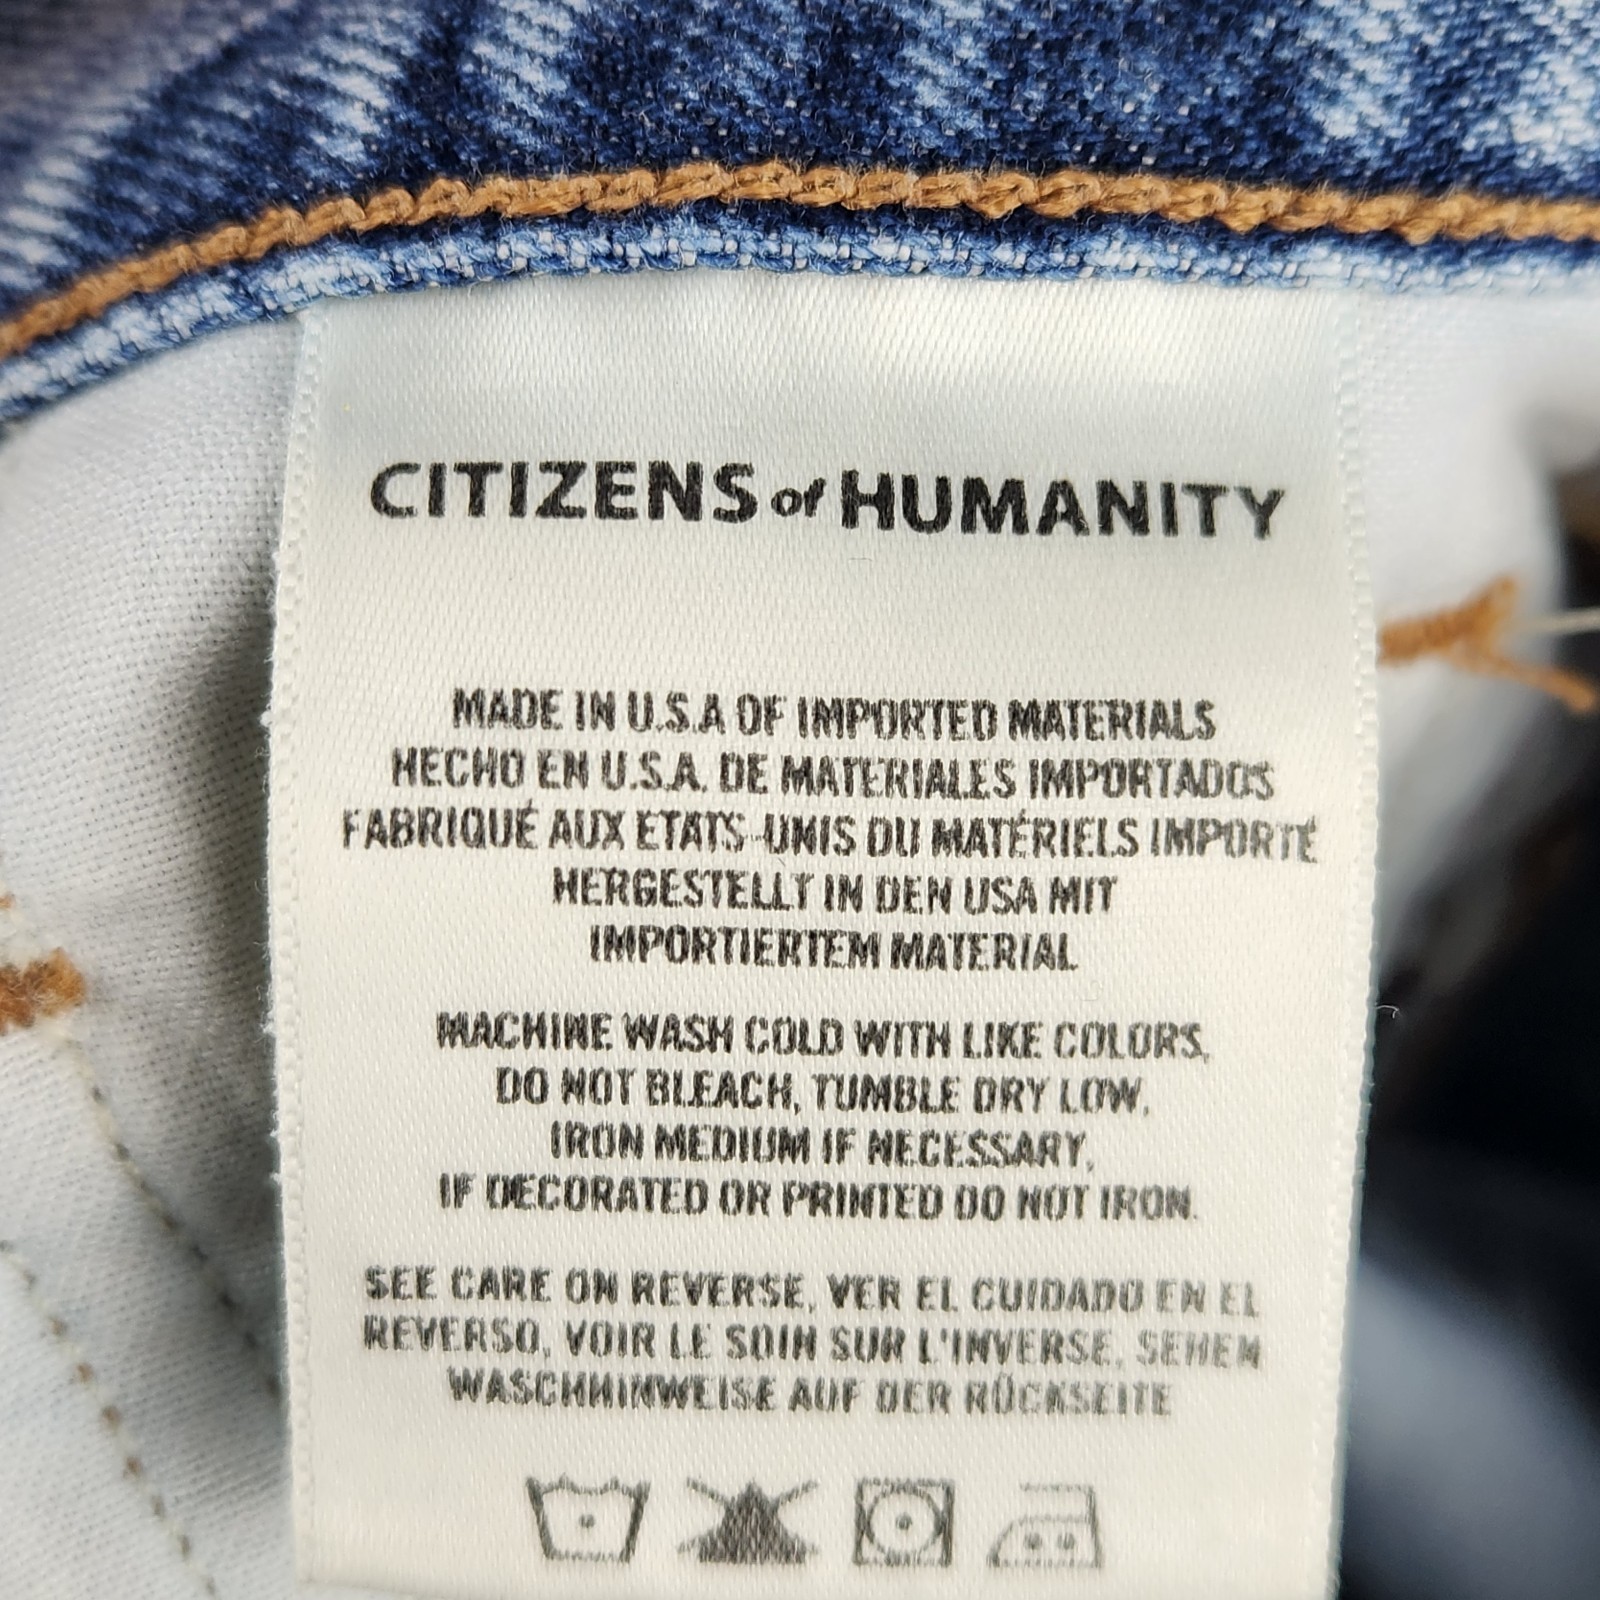 CITIZENS of HUMANITY
MADE IN U.S.A OF IMPORTED MATERIALS
HECHO EN U.S.A. DE MATERIALES IMPORTADOS
FABRIQUÉ AUX ETATS-UNIS DU MATÉRIELS IMPORTÉ
HERGESTELLT IN DEN USA MIT
IMPORTIERTEM MATERIAL
MACHINE WASH COLD WITH LIKE COLORS,
DO NOT BLEACH, TUMBLE DRY LOW,
IRON MEDIUM IF NECESSARY,
IF DECORATED OR PRINTED DO NOT IRON.
SEE CARE ON REVERSE, VER EL CUIDADO EN EL
REVERSO, VOIR LE SOIN SUR L'INVERSE, SEHEN
WASCHHINWEISE AUF DER RÜCKSEITE